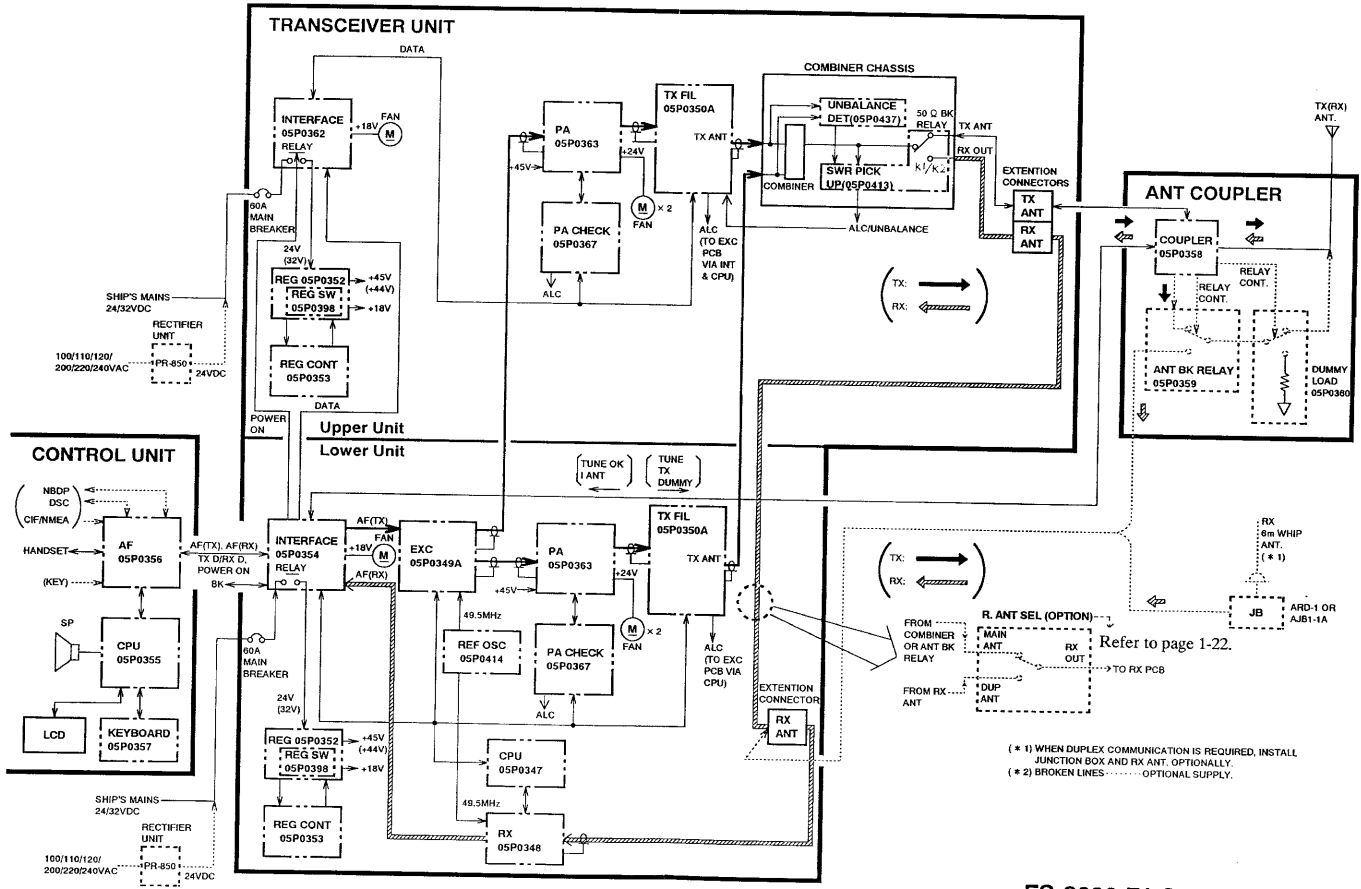 TRANSCEIVER UNIT
DATA
INTERFACE
05P0362
RELAY
+18V
FAN
M
60A
MAIN
BREAKER
24V
(32V)
REG 05P0352
REG SW
05P0398
+45V
(+44V)
+18V
REG CONT
05P0353
DATA
POWER
ON
SHIP'S MAINS
24/32VDC
RECTIFIER
UNIT
100/110/120/
200/220/240VAC
PR-850
24VDC
PA
05P0363
+45V
+24V
M × 2
FAN
PA CHECK
05P0367
ALC
TX FIL
05P0350A
TX ANT
ALC
(TO EXC
PCB
VIA INT
& CPU)
COMBINER CHASSIS
UNBALANCE
DET(05P0437)
50 Ω BK
RELAY
K1/K2
COMBINER
SWR PICK
UP(05P0413)
TX ANT
RX OUT
ALC/UNBALANCE
EXTENTION
CONNECTORS
TX
ANT
RX
ANT
TX:
RX:
TX(RX)
ANT.
ANT COUPLER
COUPLER
05P0358
RELAY
CONT.
RELAY
CONT.
ANT BK RELAY
05P0359
DUMMY
LOAD
05P0360
Upper Unit
Lower Unit
CONTROL UNIT
NBDP
DSC
CIF/NMEA
HANDSET
(KEY)
AF
05P0356
SP
CPU
05P0355
LCD
KEYBOARD
05P0357
AF(TX), AF(RX)
TX D/RX D,
POWER ON
BK
INTERFACE
05P0354
RELAY
AF(TX)
FAN
+18V
M
AF(RX)
60A
MAIN
BREAKER
24V
(32V)
REG 05P0352
REG SW
05P0398
+45V
(+44V)
+18V
REG CONT
05P0353
SHIP'S MAINS
24/32VDC
RECTIFIER
UNIT
100/110/120/
200/220/240VAC
PR-850
24VDC
EXC
05P0349A
49.5MHz
REF OSC
05P0414
CPU
05P0347
49.5MHz
RX
05P0348
TUNE OK
I ANT
TUNE
TX
DUMMY
PA
05P0363
+45V
+24V
M × 2
FAN
PA CHECK
05P0367
ALC
TX FIL
05P0350A
TX ANT
ALC
(TO EXC
PCB VIA
CPU)
EXTENTION
CONNECTOR
RX
ANT
TX:
RX:
RX
6m WHIP
ANT.
(* 1)
JB
ARD-1 OR
AJB1-1A
R. ANT SEL (OPTION)
Refer to page 1-22.
FROM
COMBINER
OR ANT BK
RELAY
MAIN
ANT
RX
OUT
TO RX PCB
FROM RX
ANT
DUP
ANT
(* 1) WHEN DUPLEX COMMUNICATION IS REQUIRED, INSTALL
JUNCTION BOX AND RX ANT. OPTIONALLY.
(* 2) BROKEN LINES ········ OPTIONAL SUPPLY.